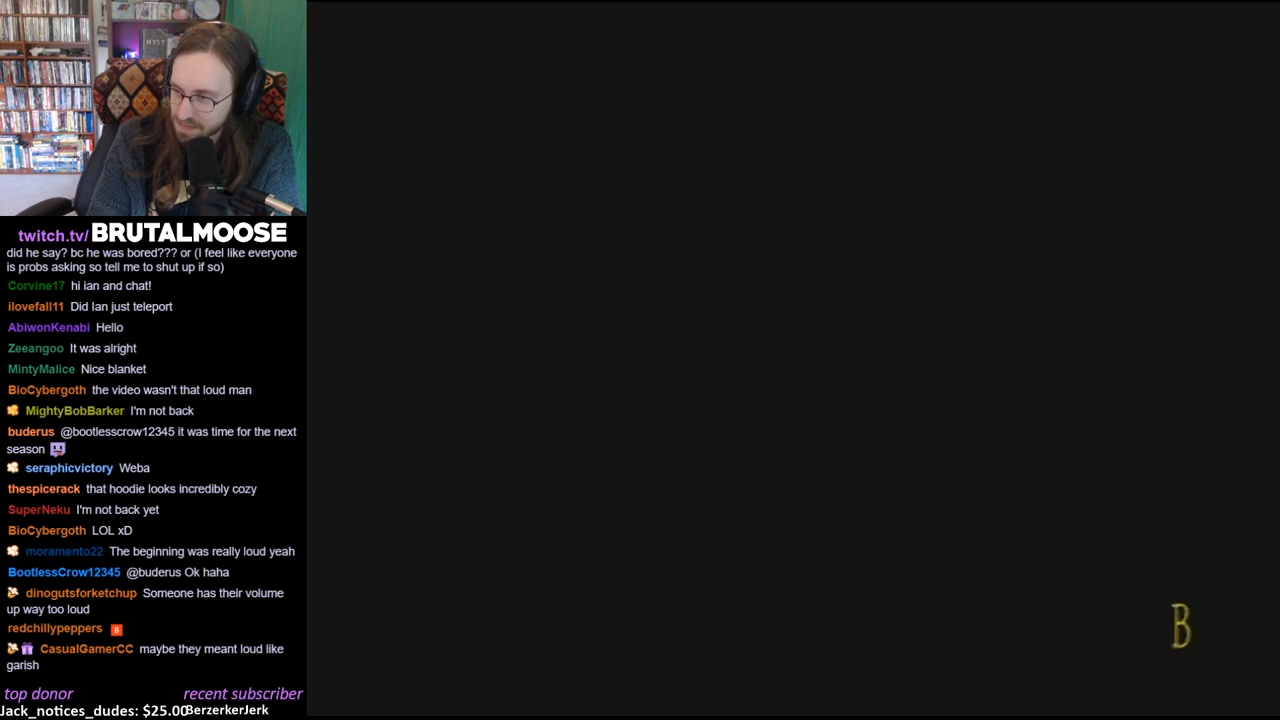 MYST
twitch.tv/BRUTALMOOSE
did he say? bc he was bored??? or (I feel like everyone
is probs asking so tell me to shut up if so)
Corvine17 hi ian and chat!
ilovefall11 Did Ian just teleport
AbiwonKenabi Hello
Zeeangoo It was alright
MintyMalice Nice blanket
BioCybergoth the video wasn't that loud man
MightyBobBarker I'm not back
buderus @bootlesscrow12345 it was time for the next
season
seraphicvictory Weba
thespicerack that hoodie looks incredibly cozy
SuperNeku I'm not back yet
BioCybergoth LOL xD
moramento22 The beginning was really loud yeah
BootlessCrow12345 @buderus Ok haha
dinogutsforketchup Someone has their volume
up way too loud
redchillypeppers
CasualGamerCC maybe they meant loud like
garish
top donor recent subscriber
Jack_notices_dudes: $25.00 BerzerkerJerk
B